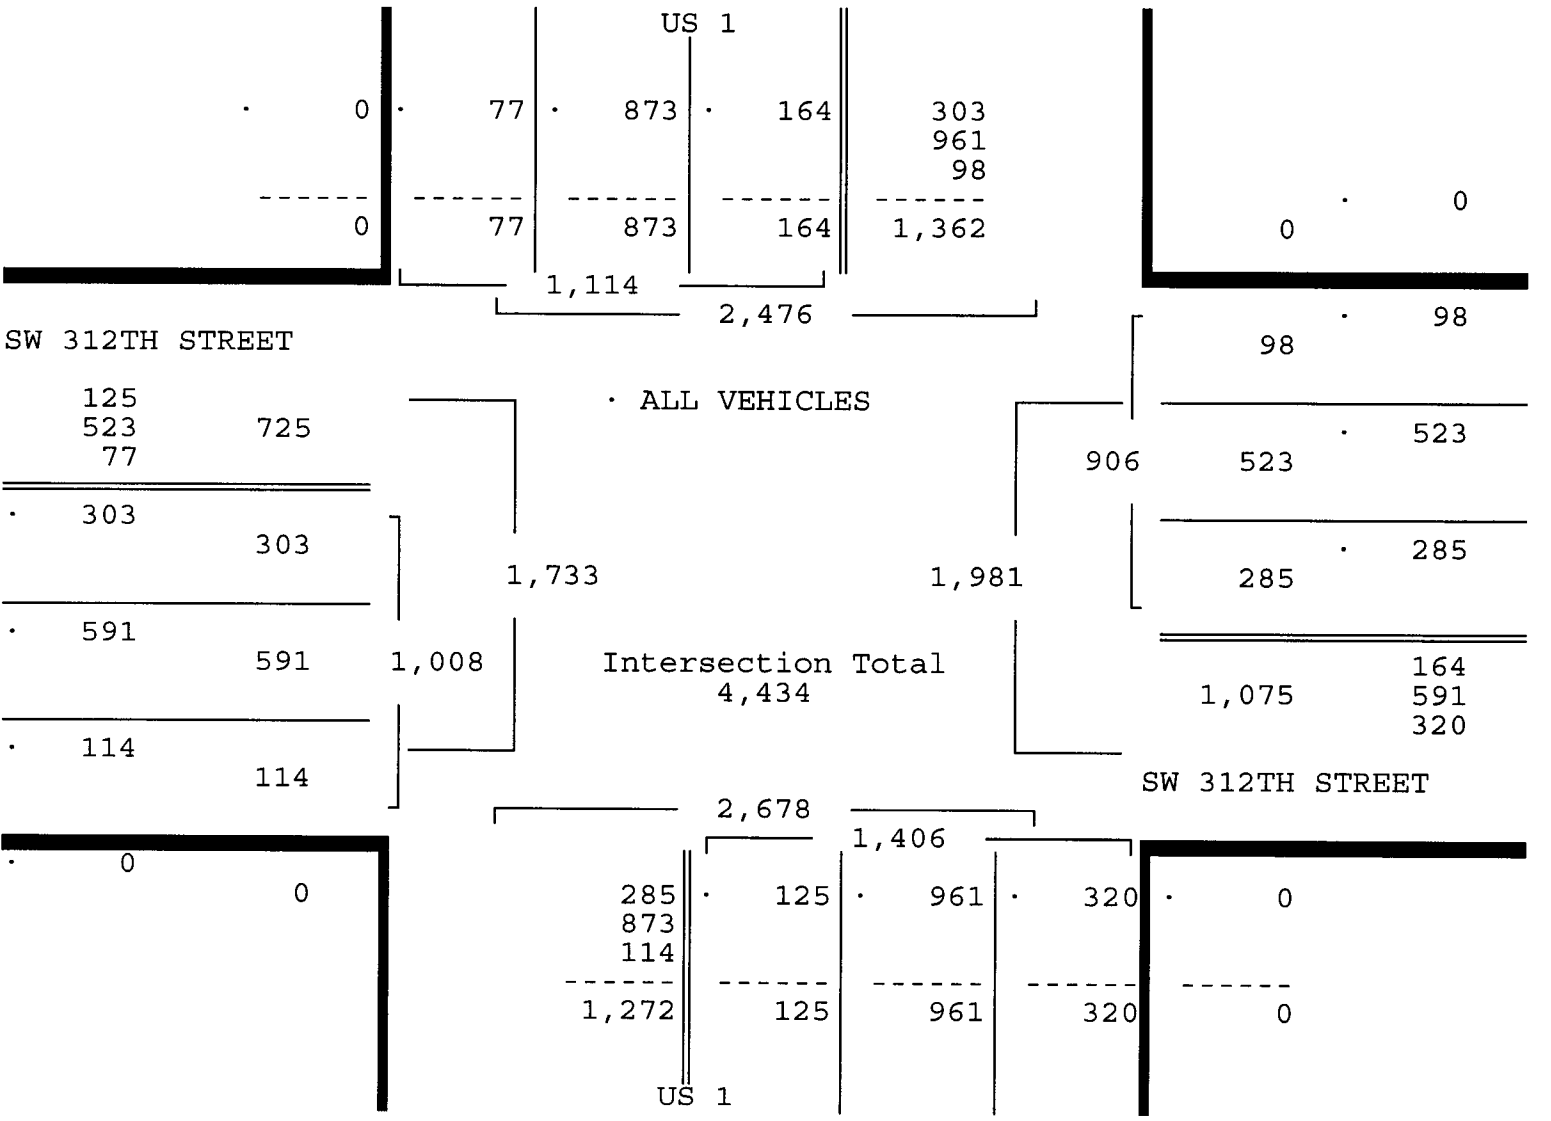 US 1
· 0 · 77 · 873 · 164 303
961
98
------ ------ ------ ------ ------
· 0
0 77 873 164 1,362
0
1,114
2,476
· 98
SW 312TH STREET
98
125
· ALL VEHICLES
523 725
· 523
77
906 523
· 303
303
· 285
1,733
1,981
285
· 591
591 1,008
Intersection Total
164
4,434
1,075 591
320
· 114
114
SW 312TH STREET
2,678
1,406
· 0
0
285 · 125 · 961 · 320 · 0
873
114
------ ------ ------ ------ ------
1,272 125 961 320 0
US 1